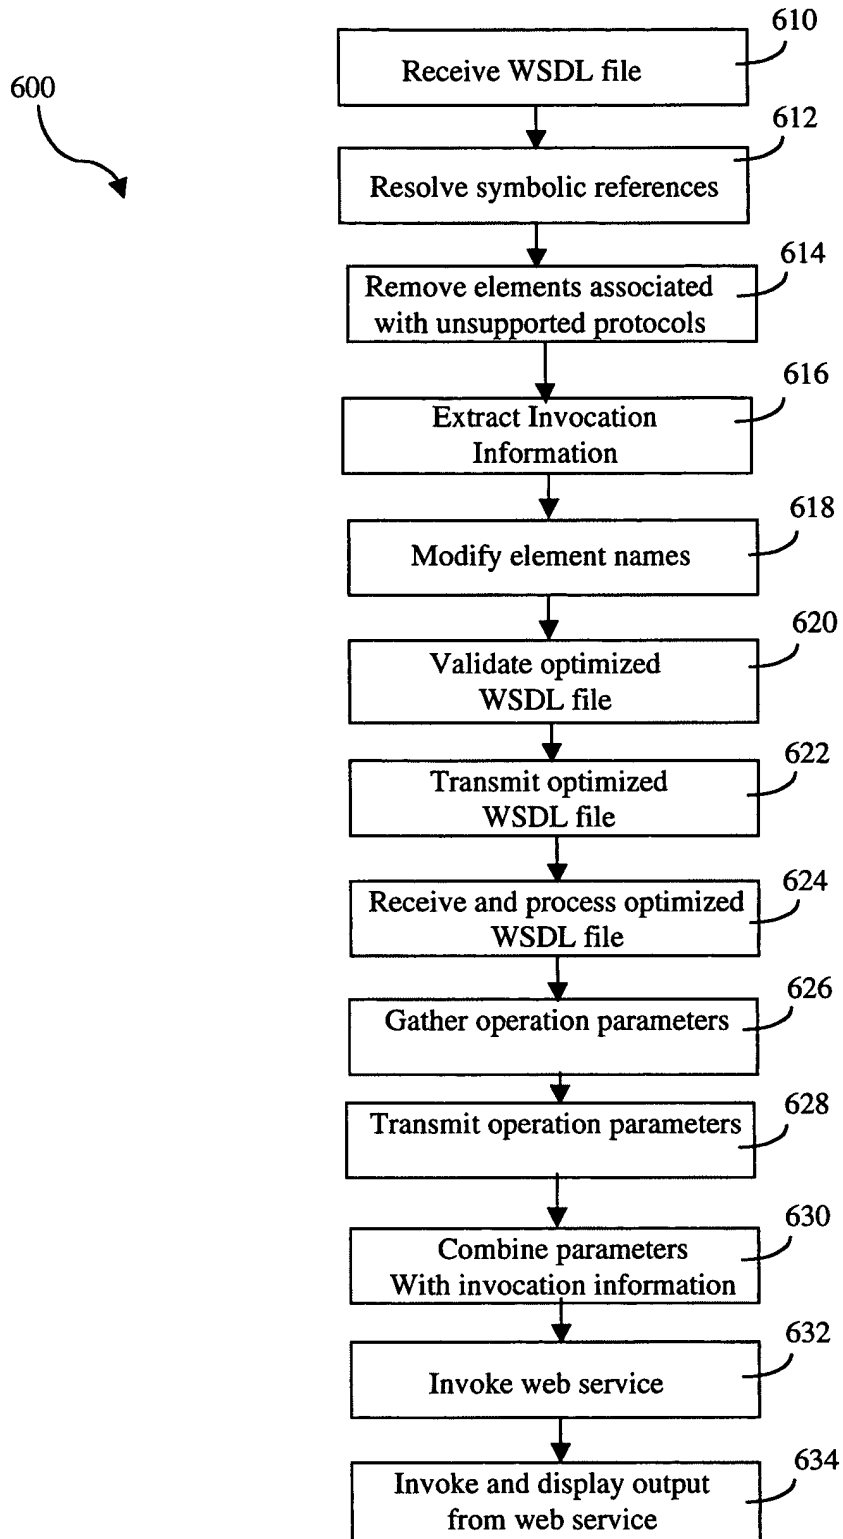 610
Receive WSDL file
600
612
Resolve symbolic references
614
Remove elements associated
with unsupported protocols
616
Extract Invocation
Information
618
Modify element names
620
Validate optimized
WSDL file
622
Transmit optimized
WSDL file
624
Receive and process optimized
WSDL file
626
Gather operation parameters
628
Transmit operation parameters
630
Combine parameters
With invocation information
632
Invoke web service
634
Invoke and display output
from web service